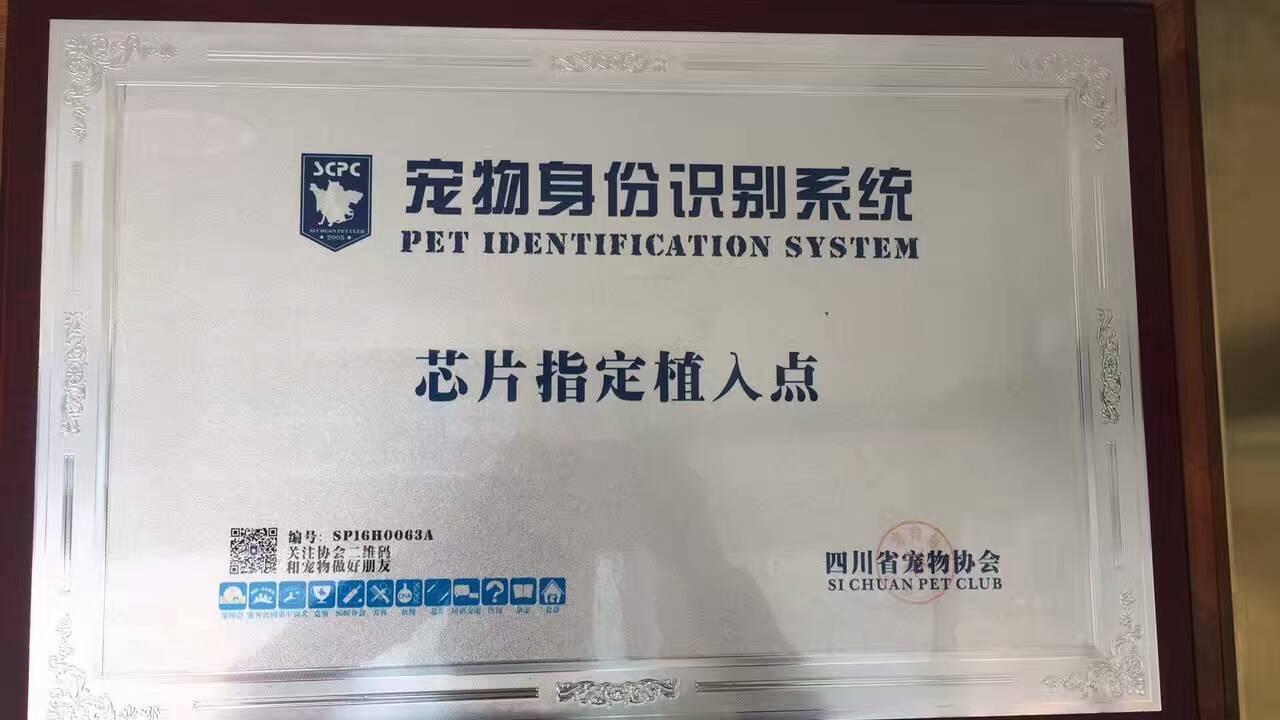 SCPC
SI CHUAN PET CLUB
★ 2005 ★
宠物身份识别系统
PET IDENTIFICATION SYSTEM
芯片指定植入点
编号: SP16H0063A
关注协会二维码
和宠物做好朋友
四川省宠物协会
SI CHUAN PET CLUB